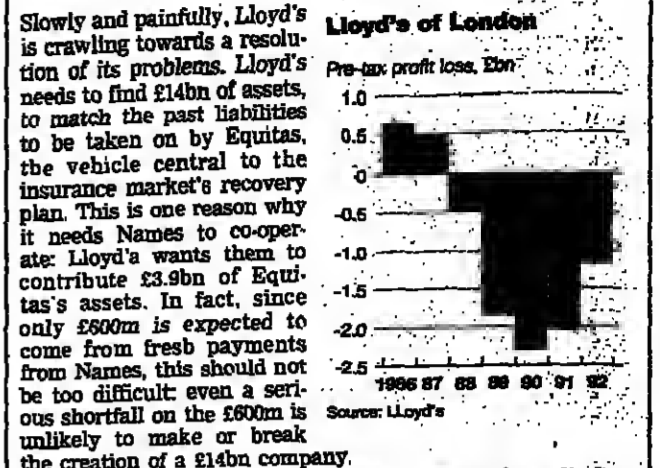 Slowly and painfully, Lloyd's
is crawling towards a resolu-
tion of its problems. Lloyd's
needs to find £14bn of assets,
to match the past liabilities
to be taken on by Equitas,
the vehicle central to the
insurance market's recovery
plan. This is one reason why
it needs Names to co-oper-
ate: Lloyd's wants them to
contribute £3.9bn of Equi-
tas's assets. In fact, since
only £600m is expected to
come from fresh payments
from Names, this should not
be too difficult: even a seri-
ous shortfall on the £600m is
unlikely to make or break
the creation of a £14bn company.
Lloyd's of London
Pre-tax profit loss, £bn
1.0
0.5
0
-0.5
-1.0
-1.5
-2.0
-2.5
1986 87 88 89 90 91 92
Source: Lloyd's